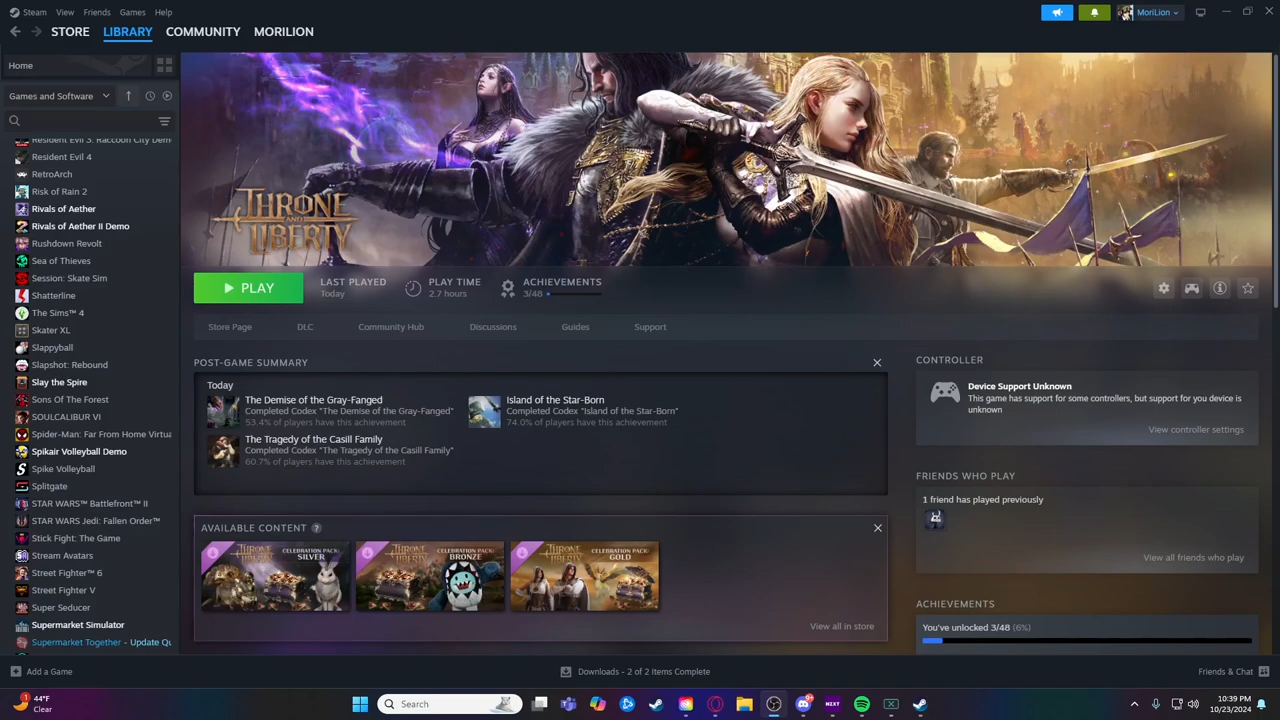 Steam View Friends Games Help
MoriLion
STORE LIBRARY COMMUNITY MORILION
Home
Games and Software
Resident Evil 3: Raccoon City Demo
Resident Evil 4
RetroArch
Risk of Rain 2
Rivals of Aether
Rivals of Aether II Demo
Rushdown Revolt
Sea of Thieves
Session: Skate Sim
Shatterline
The Sims™ 4
Skater XL
Slappyball
Slapshot: Rebound
Slay the Spire
Sons Of The Forest
SOULCALIBUR VI
Spider-Man: Far From Home Virtua
Spikair Volleyball Demo
Spike Volleyball
Splitgate
STAR WARS™ Battlefront™ II
STAR WARS Jedi: Fallen Order™
Stick Fight: The Game
Stream Avatars
Street Fighter™ 6
Street Fighter V
Super Seducer
Supermarket Simulator
Supermarket Together - Update Qu
THRONE
AND
LIBERTY
PLAY
LAST PLAYED
Today
PLAY TIME
2.7 hours
ACHIEVEMENTS
3/48
Store Page DLC Community Hub Discussions Guides Support
POST-GAME SUMMARY
Today
The Demise of the Gray-Fanged
Completed Codex "The Demise of the Gray-Fanged"
53.4% of players have this achievement
Island of the Star-Born
Completed Codex "Island of the Star-Born"
74.0% of players have this achievement
The Tragedy of the Casill Family
Completed Codex "The Tragedy of the Casill Family"
60.7% of players have this achievement
AVAILABLE CONTENT ?
THRONE AND LIBERTY
CELEBRATION PACK:
SILVER
THRONE AND LIBERTY
CELEBRATION PACK:
BRONZE
THRONE AND LIBERTY
CELEBRATION PACK:
GOLD
View all in store
CONTROLLER
Device Support Unknown
This game has support for some controllers, but support for you device is
unknown
View controller settings
FRIENDS WHO PLAY
1 friend has played previously
View all friends who play
ACHIEVEMENTS
You've unlocked 3/48 (6%)
Add a Game
Downloads - 2 of 2 Items Complete
Friends & Chat
44°F
Clear
Search
NZXT
10:39 PM
10/23/2024